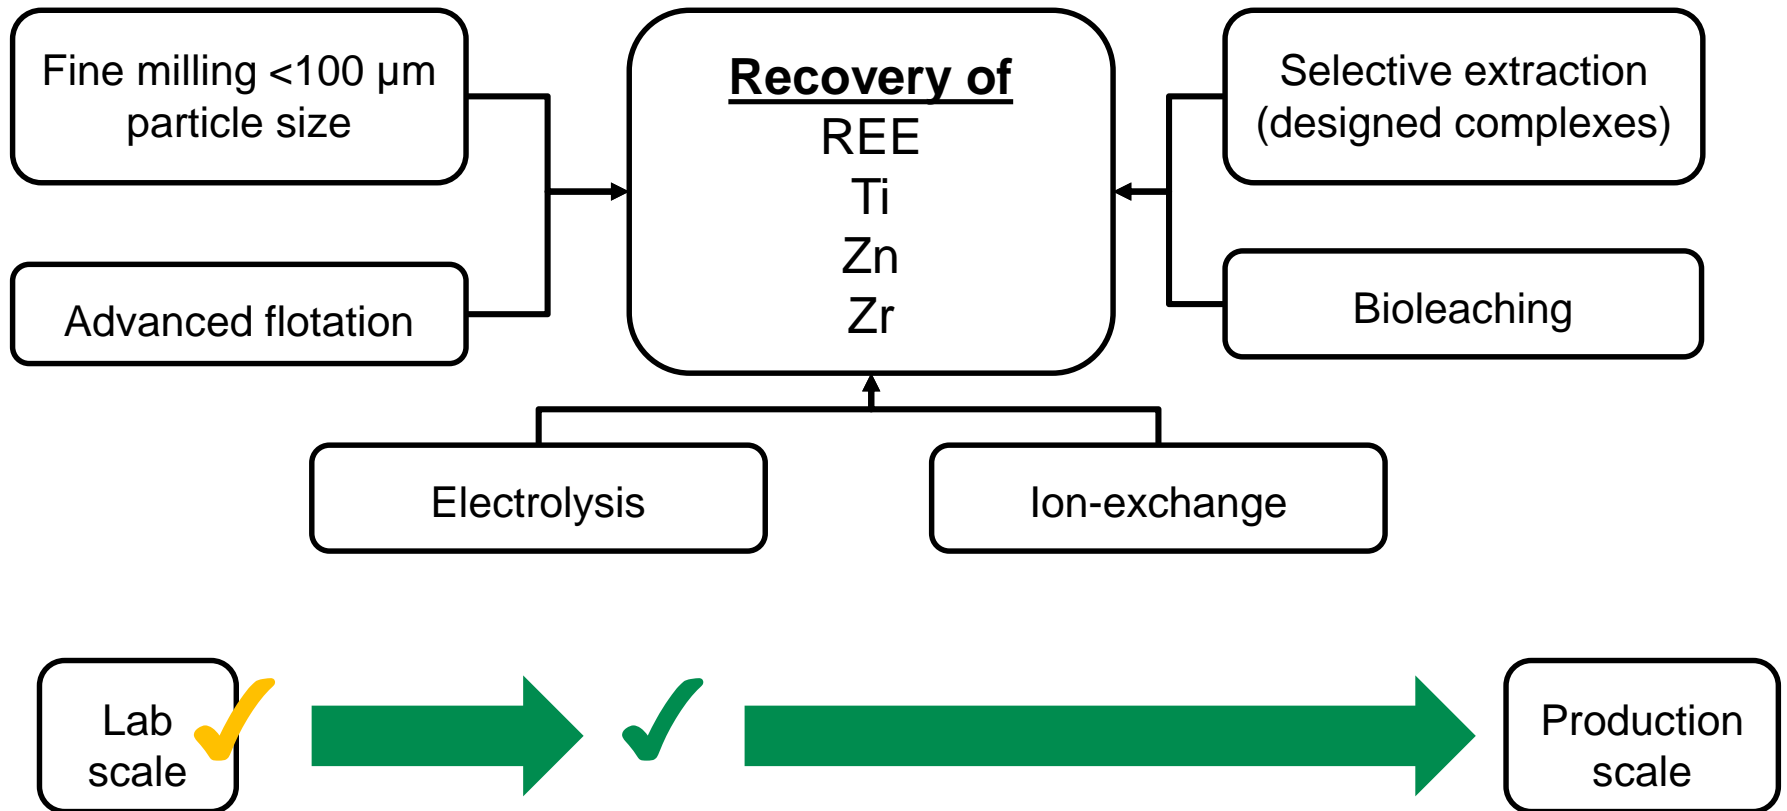 Fine milling <100 µm
particle size
Advanced flotation
Recovery of
REE
Ti
Zn
Zr
Selective extraction
(designed complexes)
Bioleaching
Electrolysis
Ion-exchange
Lab
scale
Production
scale